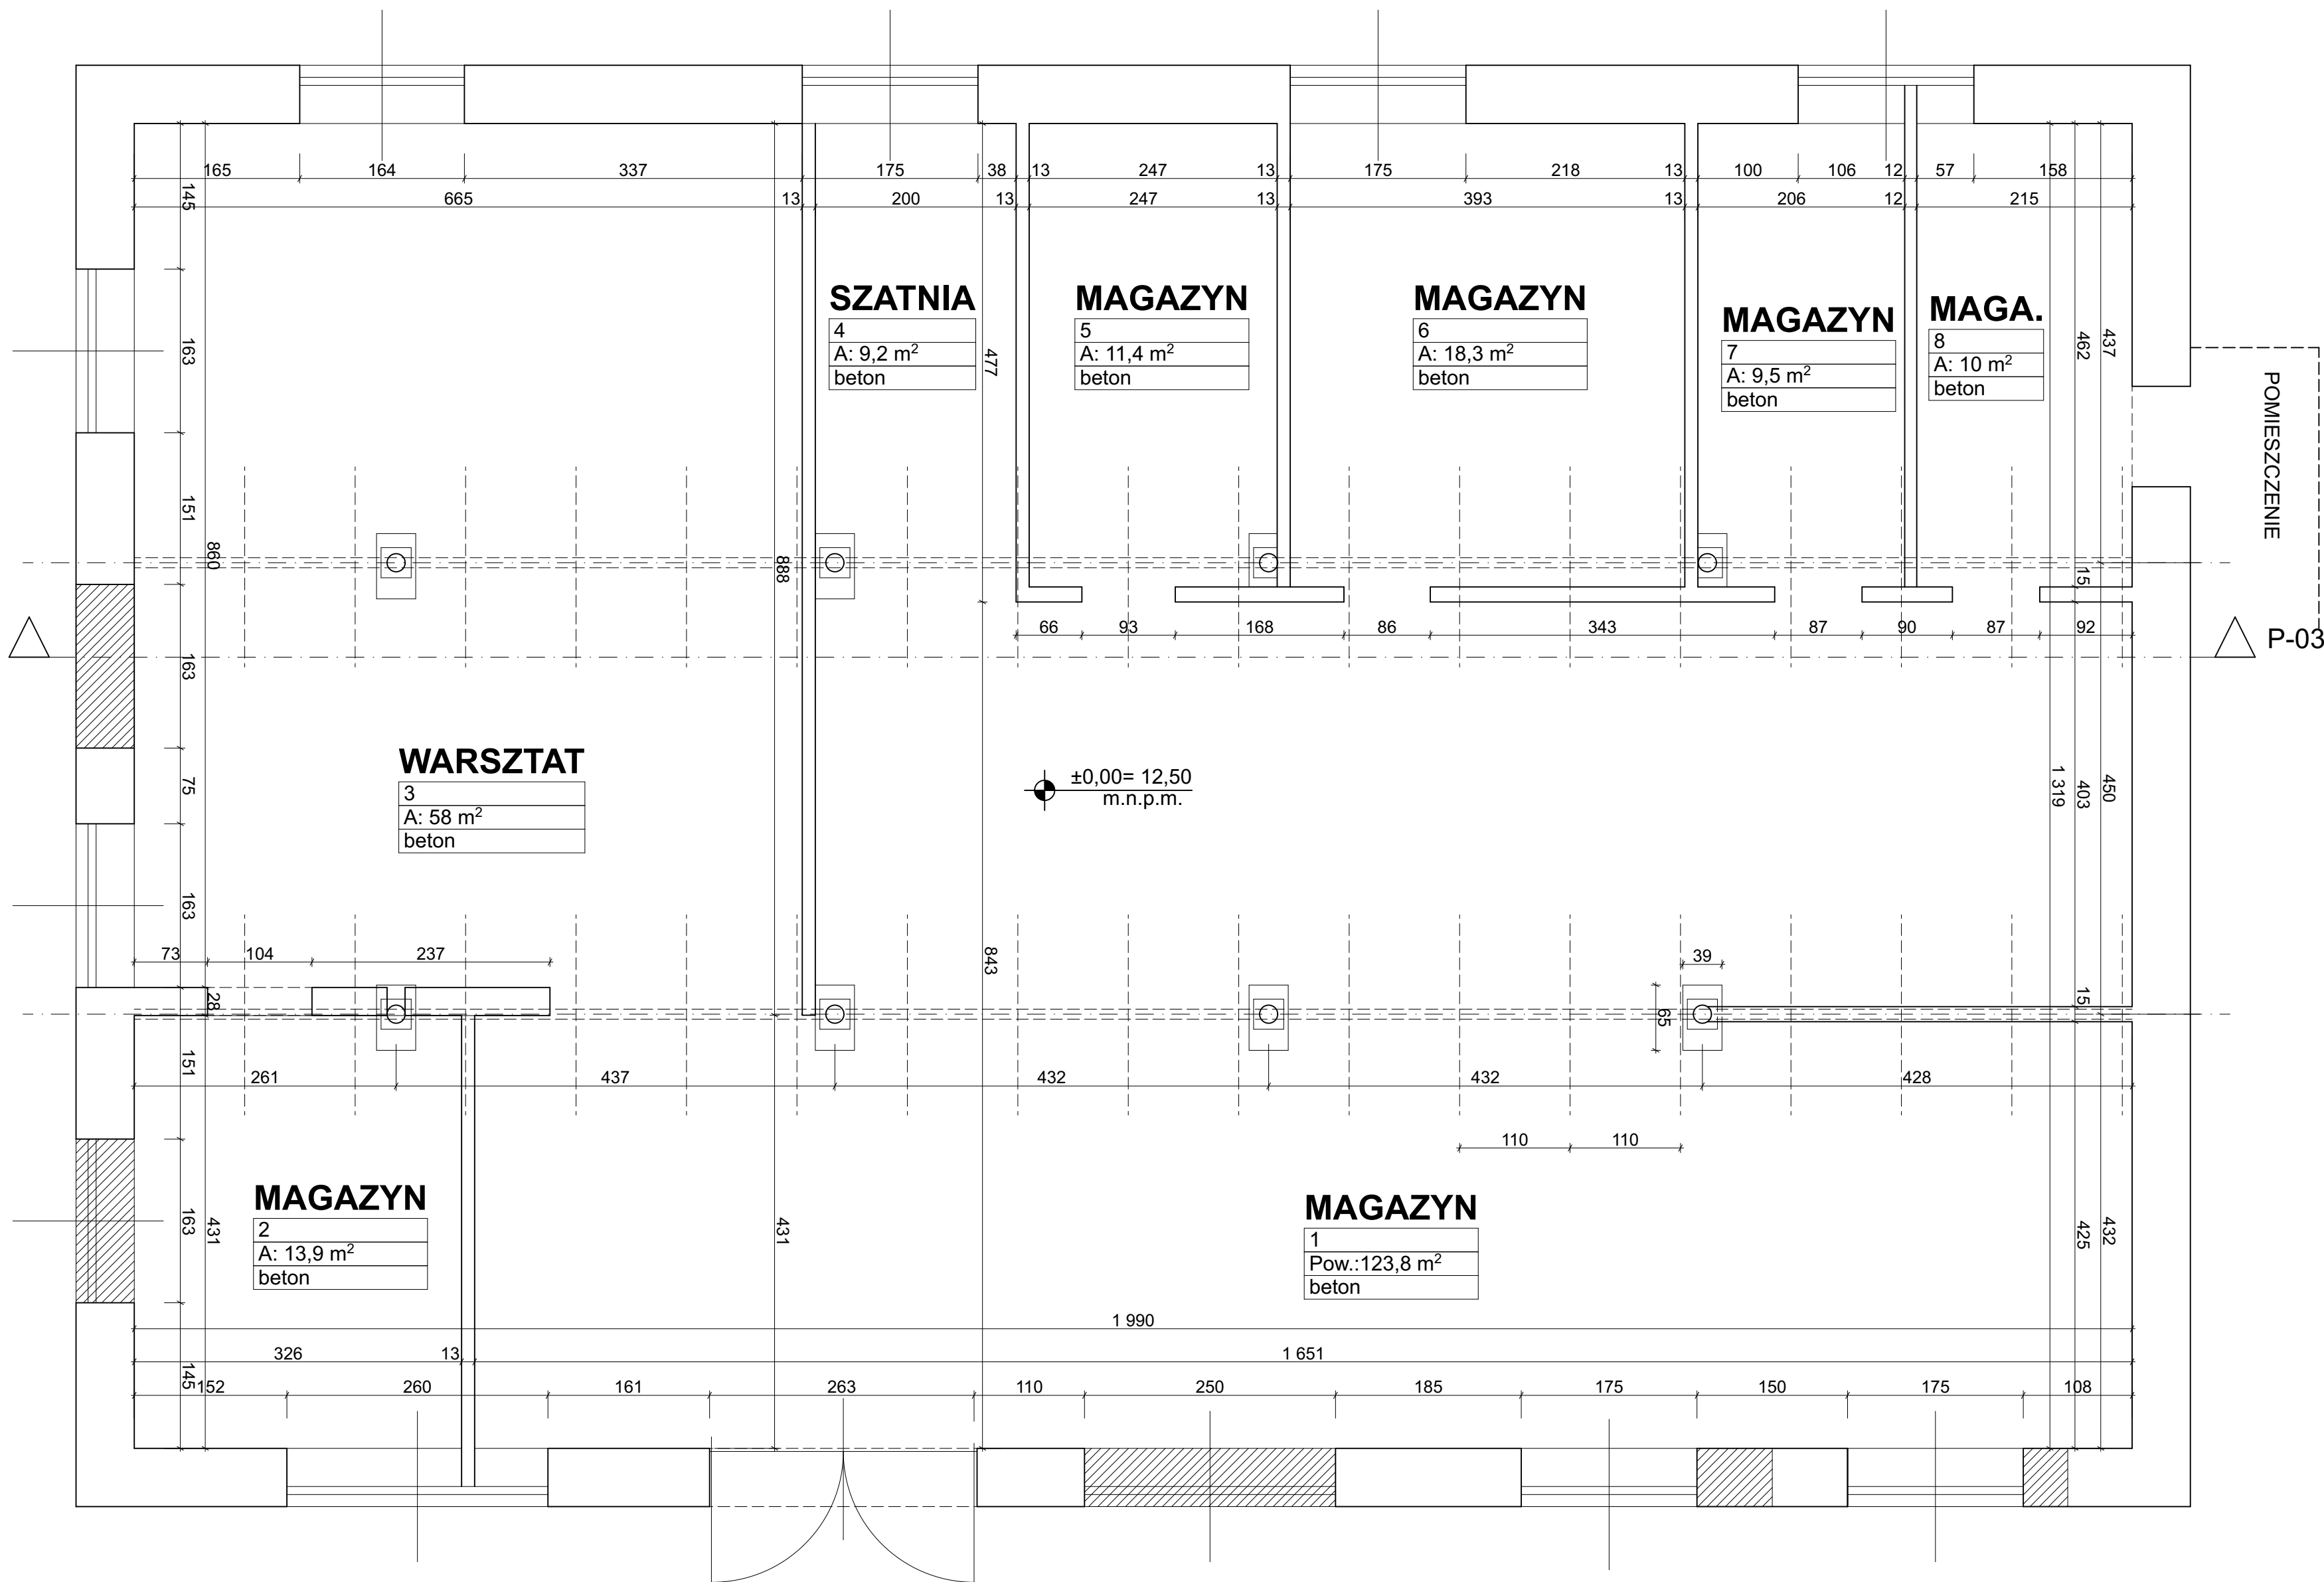 165 164 337 175 38 13 247 13 175 218 13 100 106 12 57 158
665 13 200 13 247 13 393 13 206 12 215
145
163
151
860
163
75
163
28
151
163
431
145
888
431
477
843
437
462
15
450
403
1 319
15
432
425
SZATNIA
4
A: 9,2 m²
beton
MAGAZYN
5
A: 11,4 m²
beton
MAGAZYN
6
A: 18,3 m²
beton
MAGAZYN
7
A: 9,5 m²
beton
MAGA.
8
A: 10 m²
beton
POMIESZCZENIE
66 93 168 86 343 87 90 87 92
P-03
WARSZTAT
3
A: 58 m²
beton
±0,00= 12,50
m.n.p.m.
73 104 237
39
65
261 437 432 432 428
110 110
MAGAZYN
2
A: 13,9 m²
beton
MAGAZYN
1
Pow.:123,8 m²
beton
1 990
326 13 1 651
152 260 161 263 110 250 185 175 150 175 108